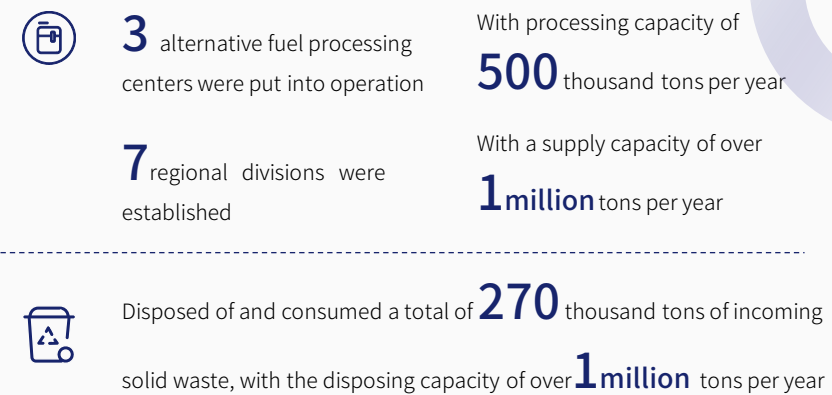 3 alternative fuel processing
centers were put into operation
With processing capacity of
500 thousand tons per year
7 regional divisions were
established
With a supply capacity of over
1 million tons per year
Disposed of and consumed a total of 270 thousand tons of incoming
solid waste, with the disposing capacity of over 1 million tons per year